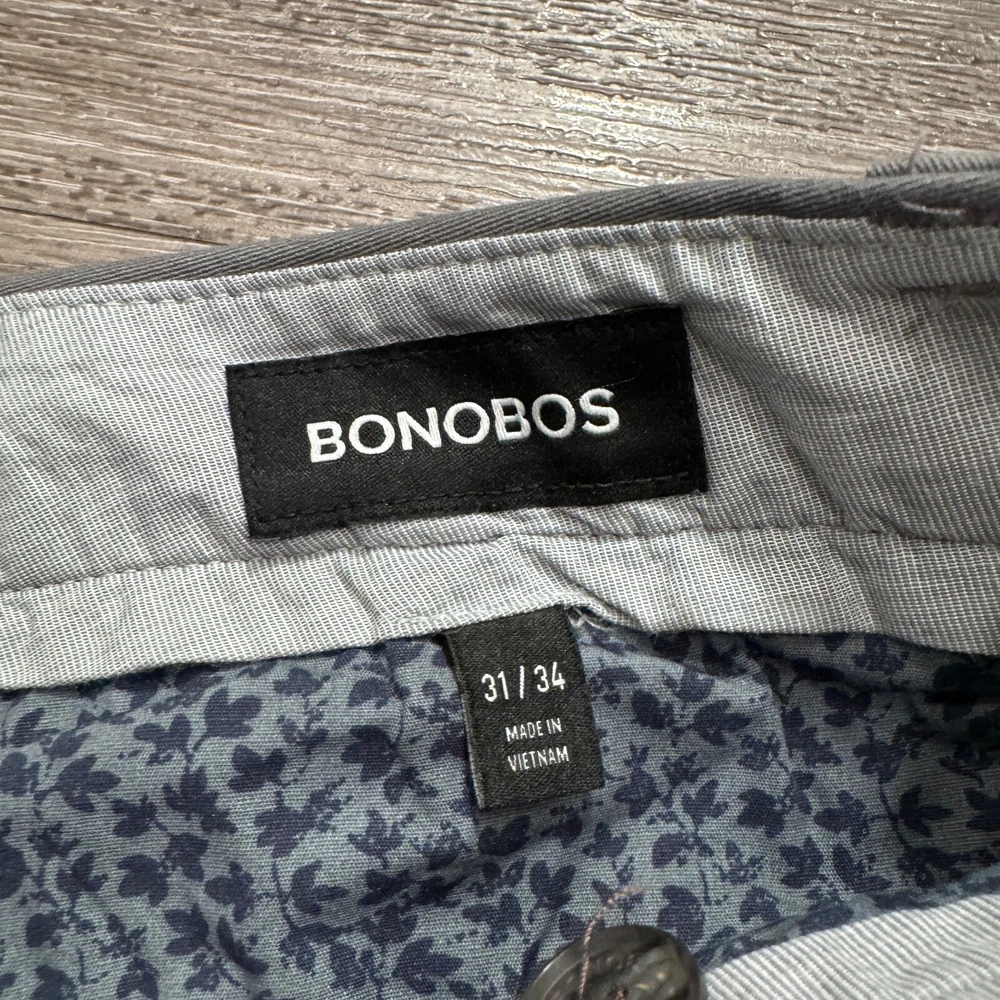 BONOBOS
31 / 34
MADE IN
VIETNAM